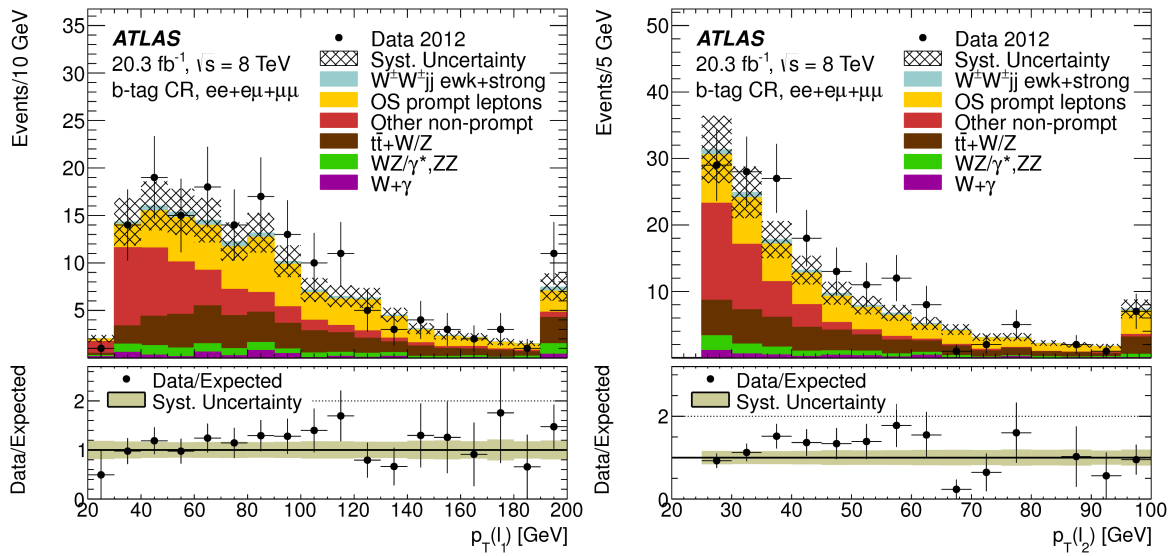 Events/10 GeV
35
30
25
20
15
10
5
ATLAS
20.3 fb-1, √s = 8 TeV
b-tag CR, ee+eμ+μμ
Data 2012
Syst. Uncertainty
W±W±jj ewk+strong
OS prompt leptons
Other non-prompt
tt̄+W/Z
WZ/γ*,ZZ
W+γ
Data/Expected
2
1
0
Data/Expected
Syst. Uncertainty
20 40 60 80 100 120 140 160 180 200
pT(l1) [GeV]
Events/5 GeV
50
40
30
20
10
ATLAS
20.3 fb-1, √s = 8 TeV
b-tag CR, ee+eμ+μμ
Data 2012
Syst. Uncertainty
W±W±jj ewk+strong
OS prompt leptons
Other non-prompt
tt̄+W/Z
WZ/γ*,ZZ
W+γ
Data/Expected
2
1
0
Data/Expected
Syst. Uncertainty
20 30 40 50 60 70 80 90 100
pT(l2) [GeV]